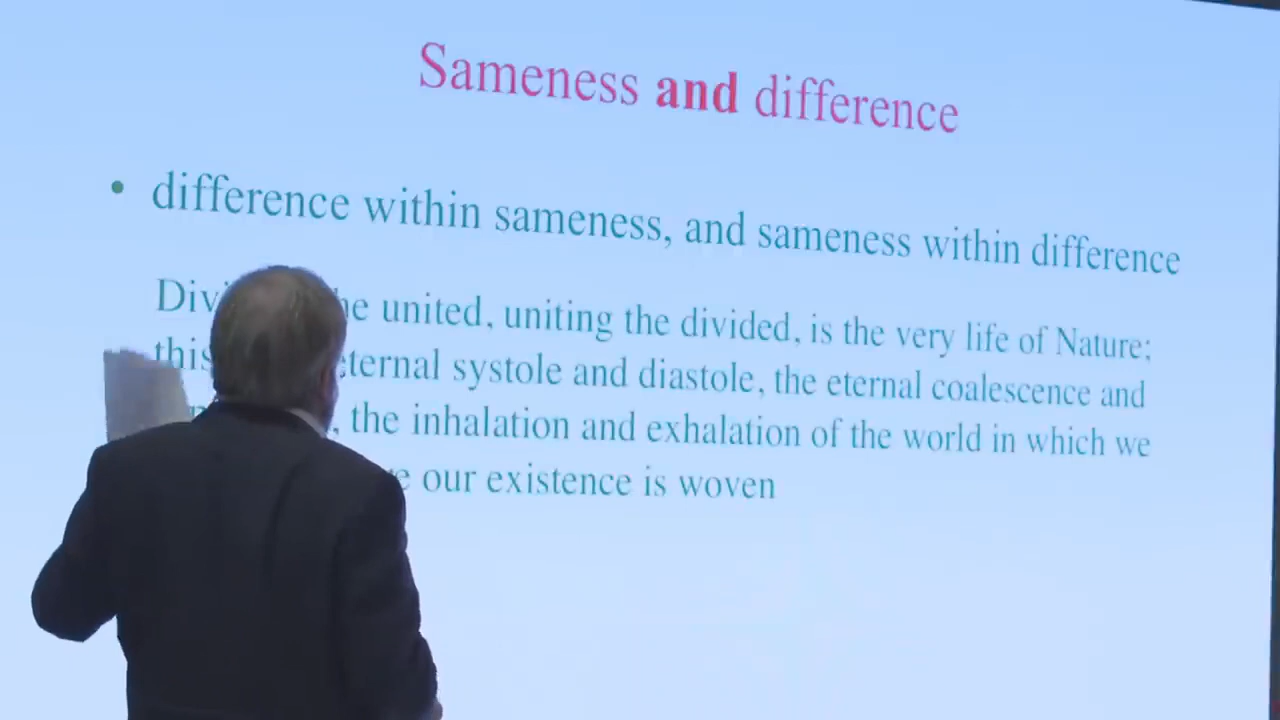 Sameness and difference
• difference within sameness, and sameness within difference
united, uniting the divided, is the very life of Nature;
this eternal systole and diastole, the eternal coalescence and
, the inhalation and exhalation of the world in which we
our existence is woven